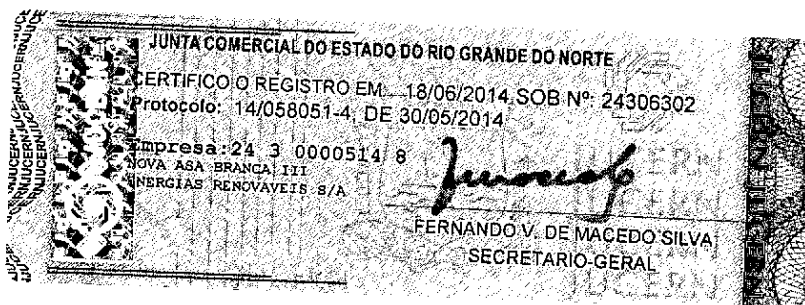 JUNTA COMERCIAL DO ESTADO DO RIO GRANDE DO NORTE
CERTIFICO O REGISTRO EM: 18/06/2014 SOB Nº: 24306302
Protocolo: 14/058051-4, DE 30/05/2014
Empresa:24 3 0000514 8
NOVA ASA BRANCA III
ENERGIAS RENOVAVEIS S/A
FERNANDO V. DE MACEDO SILVA
SECRETARIO-GERAL
JUCERN